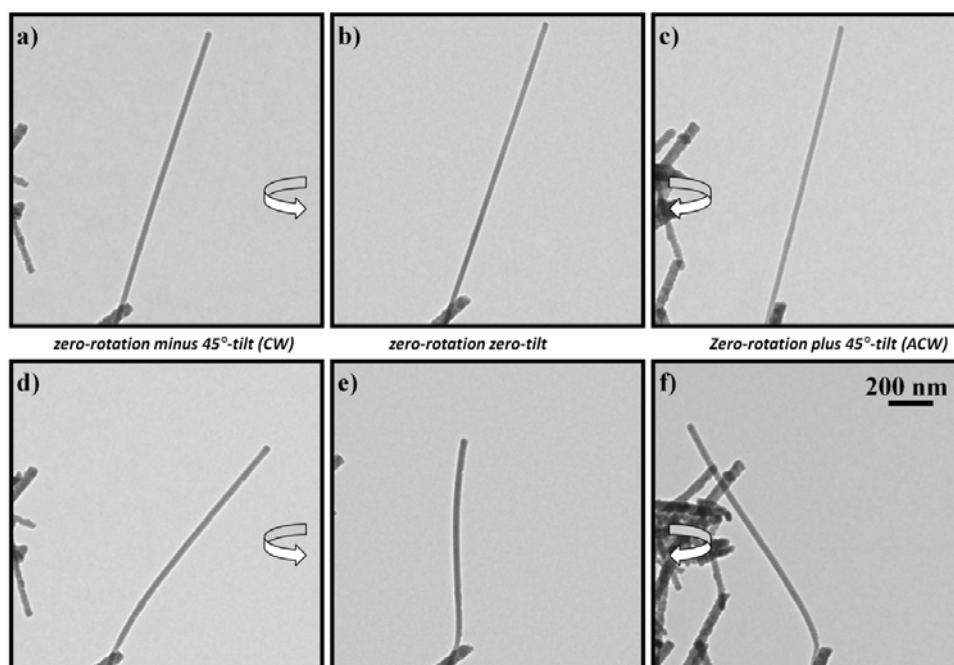 a)
b)
c)
zero-rotation minus 45°-tilt (CW)
zero-rotation zero-tilt
Zero-rotation plus 45°-tilt (ACW)
d)
e)
f)
200 nm